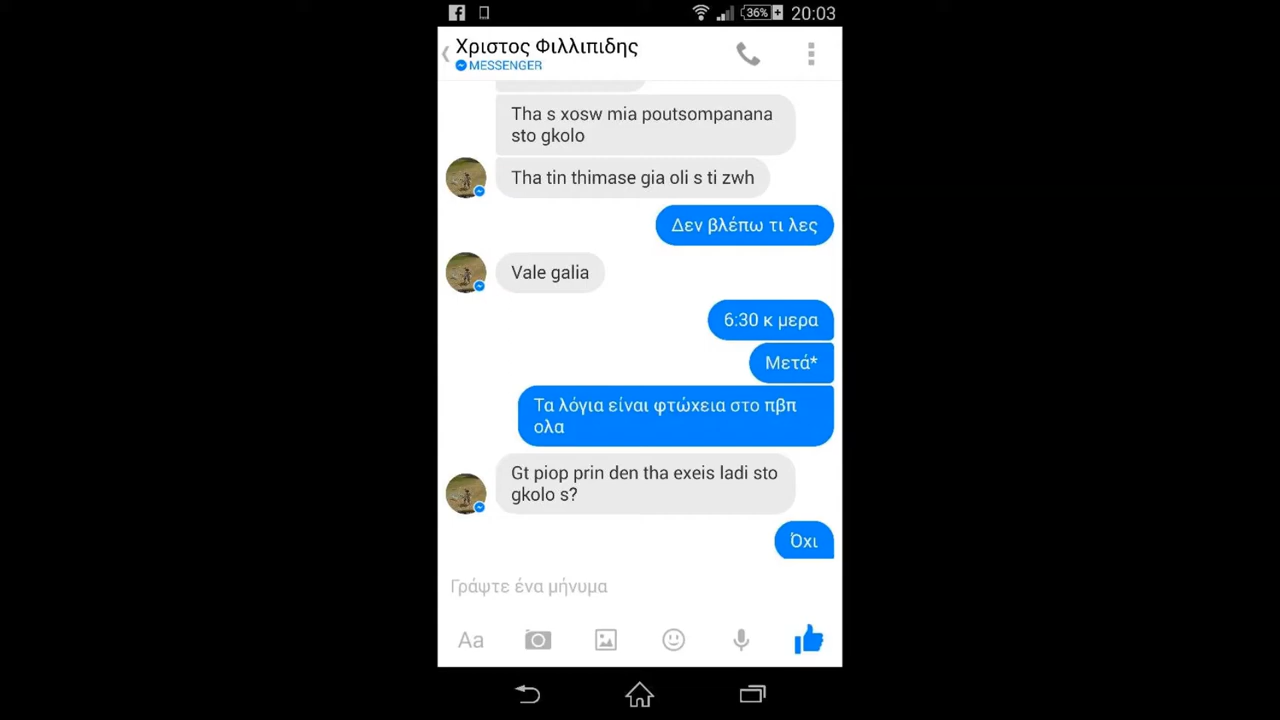 36%
20:03
Χριστος Φιλλιπιδης
MESSENGER
Tha s xosw mia poutsompanana
sto gkolo
Tha tin thimase gia oli s ti zwh
Δεν βλέπω τι λες
Vale galia
6:30 κ μερα
Μετά*
Τα λόγια είναι φτώχεια στο πβπ
ολα
Gt piop prin den tha exeis ladi sto
gkolo s?
Όχι
Γράψτε ένα μήνυμα
Aa